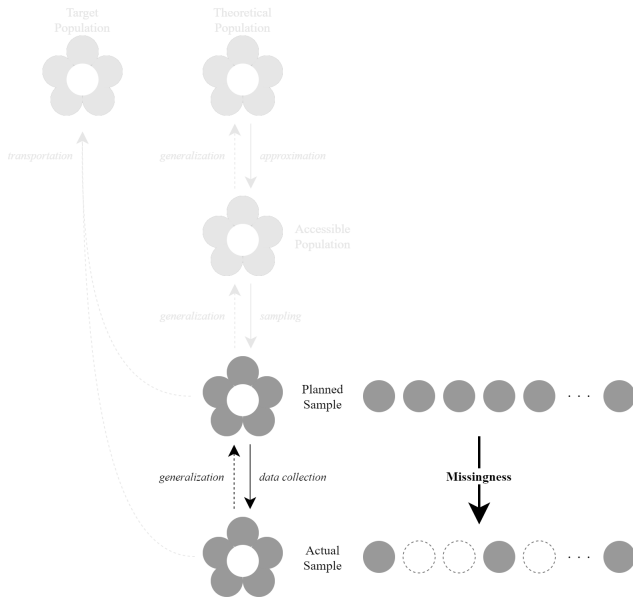 Target
Population
Theoretical
Population
transportation
generalization
approximation
Accessible
Population
generalization
sampling
Planned
Sample
. . .
generalization
data collection
Missingness
Actual
Sample
. . .